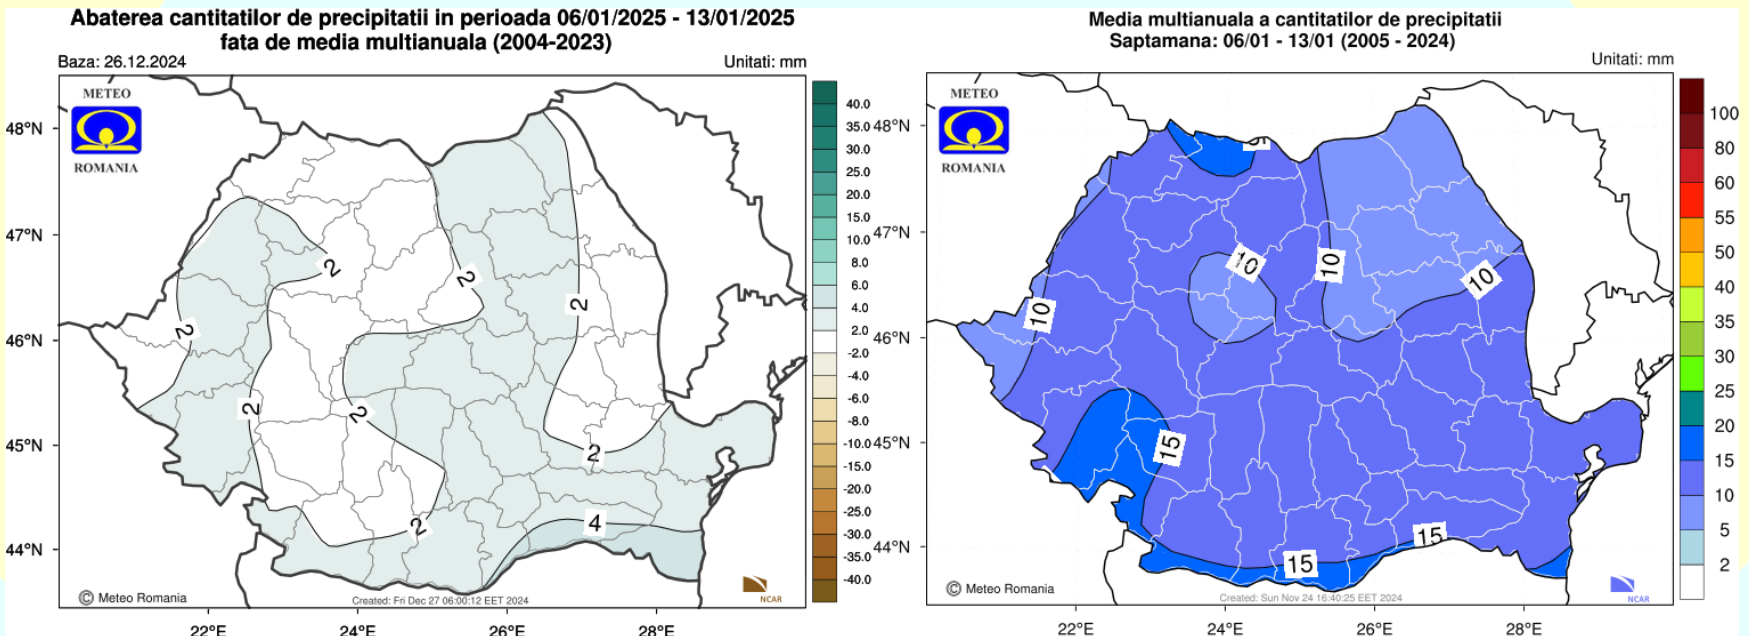 Abaterea cantitatilor de precipitatii in perioada 06/01/2025 - 13/01/2025
fata de media multianuala (2004-2023)
Baza: 26.12.2024
Unitati: mm
METEO
ROMANIA
48°N
47°N
46°N
45°N
44°N
22°E
24°E
26°E
28°E
2
2
2
2
2
2
2
2
4
40.0
35.0
30.0
25.0
20.0
15.0
10.0
8.0
6.0
4.0
2.0
-2.0
-4.0
-6.0
-8.0
-10.0
-15.0
-20.0
-25.0
-30.0
-35.0
-40.0
© Meteo Romania
Created: Fri Dec 27 06:00:12 EET 2024
NCAR
Media multianuala a cantitatilor de precipitatii
Saptamana: 06/01 - 13/01 (2005 - 2024)
Unitati: mm
METEO
ROMANIA
48°N
47°N
46°N
45°N
44°N
22°E
24°E
26°E
28°E
10
10
10
10
15
15
15
100
80
60
55
50
40
35
30
25
20
15
10
5
2
© Meteo Romania
Created: Sun Nov 24 16:40:25 EET 2024
NCAR